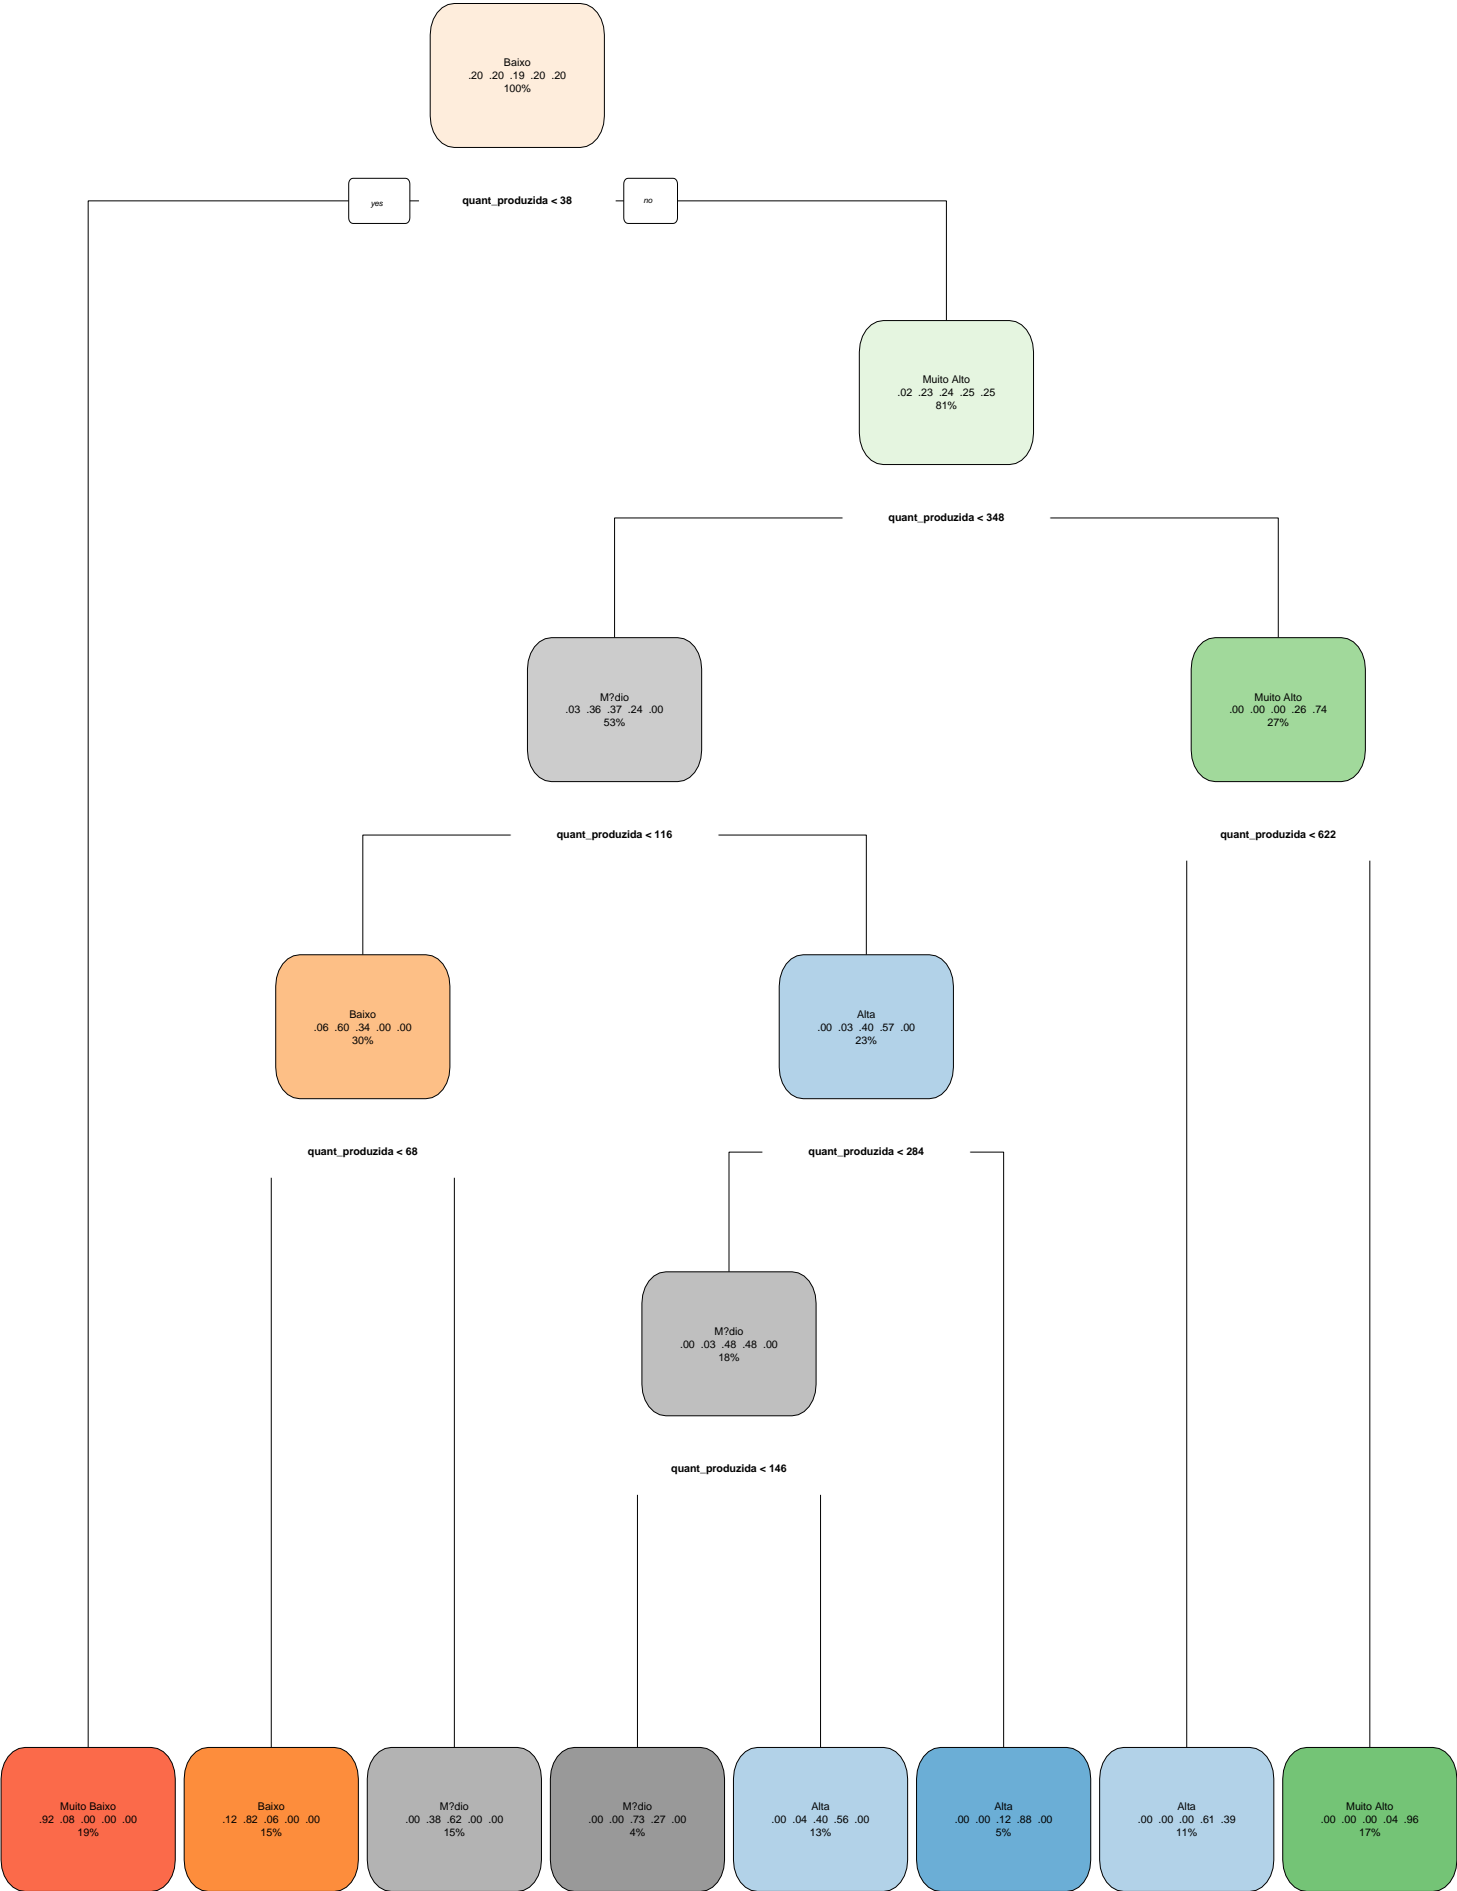 Baixo
.20 .20 .19 .20 .20
100%
yes
quant_produzida < 38
no
Muito Alto
.02 .23 .24 .25 .25
81%
quant_produzida < 348
M?dio
.03 .36 .37 .24 .00
53%
Muito Alto
.00 .00 .00 .26 .74
27%
quant_produzida < 116
quant_produzida < 622
Baixo
.06 .60 .34 .00 .00
30%
Alta
.00 .03 .40 .57 .00
23%
quant_produzida < 68
quant_produzida < 284
M?dio
.00 .03 .48 .48 .00
18%
quant_produzida < 146
Muito Baixo
.92 .08 .00 .00 .00
19%
Baixo
.12 .82 .06 .00 .00
15%
M?dio
.00 .38 .62 .00 .00
15%
M?dio
.00 .00 .73 .27 .00
4%
Alta
.00 .04 .40 .56 .00
13%
Alta
.00 .00 .12 .88 .00
5%
Alta
.00 .00 .00 .61 .39
11%
Muito Alto
.00 .00 .00 .04 .96
17%